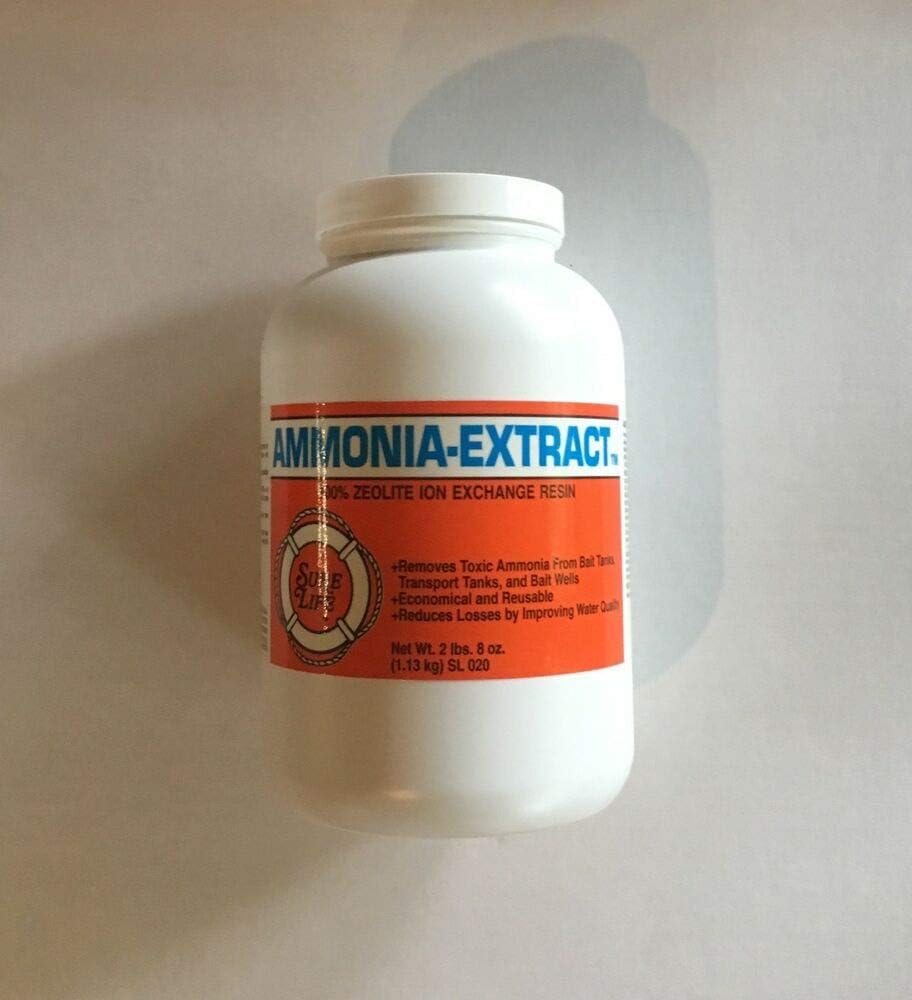 AMMONIA-EXTRACT™
ZEOLITE ION EXCHANGE RESIN
SURE
LIFE
+Removes Toxic Ammonia From Bait Tanks,
Transport Tanks, and Bait Wells
+Economical and Reusable
+Reduces Losses by Improving Water Quality
Net Wt. 2 lbs. 8 oz.
(1.13 kg) SL 020